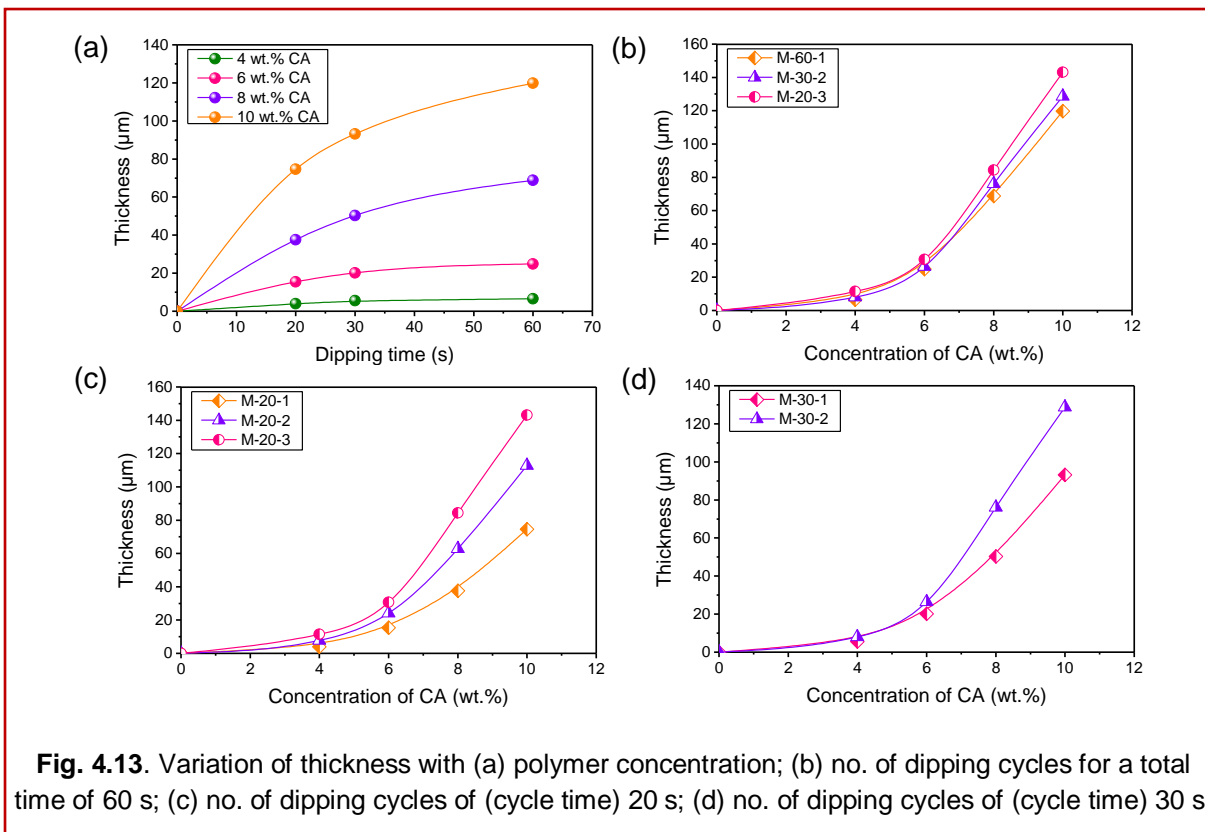 (a)
140
120
100
80
60
40
20
0
Thickness (µm)
4 wt.% CA
6 wt.% CA
8 wt.% CA
10 wt.% CA
0 10 20 30 40 50 60 70
Dipping time (s)
(b)
160
140
120
100
80
60
40
20
0
Thickness (µm)
M-60-1
M-30-2
M-20-3
0 2 4 6 8 10 12
Concentration of CA (wt.%)
(c)
160
140
120
100
80
60
40
20
0
Thickness (µm)
M-20-1
M-20-2
M-20-3
0 2 4 6 8 10 12
Concentration of CA (wt.%)
(d)
140
120
100
80
60
40
20
0
Thickness (µm)
M-30-1
M-30-2
0 2 4 6 8 10 12
Concentration of CA (wt.%)
Fig. 4.13. Variation of thickness with (a) polymer concentration; (b) no. of dipping cycles for a total
time of 60 s; (c) no. of dipping cycles of (cycle time) 20 s; (d) no. of dipping cycles of (cycle time) 30 s